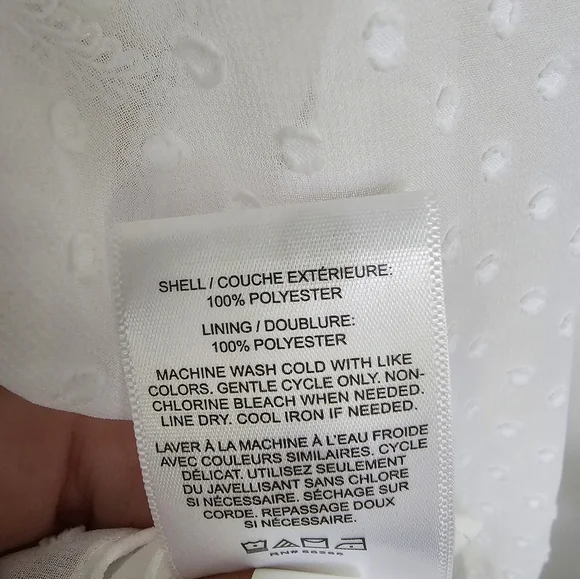 SHELL / COUCHE EXTÉRIEURE:
100% POLYESTER
LINING / DOUBLURE:
100% POLYESTER
MACHINE WASH COLD WITH LIKE
COLORS. GENTLE CYCLE ONLY. NON-
CHLORINE BLEACH WHEN NEEDED.
LINE DRY. COOL IRON IF NEEDED.
LAVER À LA MACHINE À L'EAU FROIDE
AVEC COULEURS SIMILAIRES. CYCLE
DÉLICAT. UTILISEZ SEULEMENT
DU JAVELLISANT SANS CHLORE
SI NÉCESSAIRE. SÉCHAGE SUR
CORDE. REPASSAGE DOUX
SI NÉCESSAIRE.
RN#